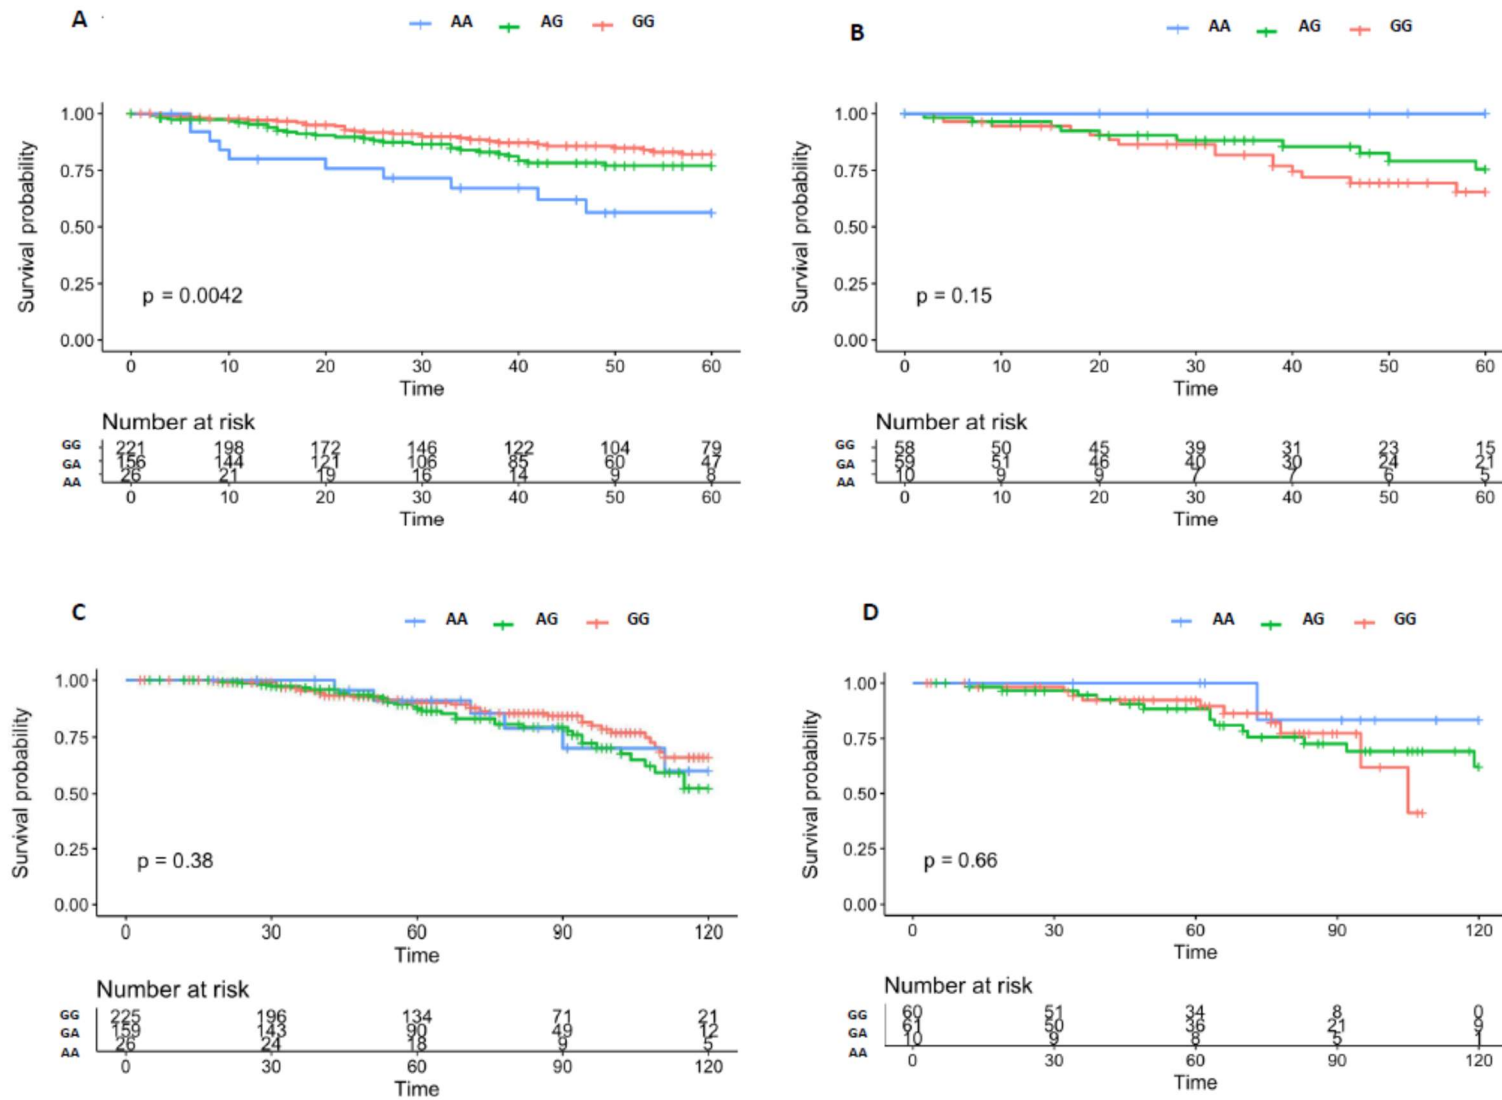 A
AA AG GG
Survival probability
1.00
0.75
0.50
0.25
0.00
p = 0.0042
0 10 20 30 40 50 60
Time
Number at risk
GG 221 198 172 146 122 104 79
GA 156 144 121 106 85 60 47
AA 26 21 19 16 14 9 8
0 10 20 30 40 50 60
Time
B
AA AG GG
Survival probability
1.00
0.75
0.50
0.25
0.00
p = 0.15
0 10 20 30 40 50 60
Time
Number at risk
GG 58 50 45 39 31 23 15
GA 59 51 46 40 30 24 21
AA 10 9 9 7 7 6 5
0 10 20 30 40 50 60
Time
C
AA AG GG
Survival probability
1.00
0.75
0.50
0.25
0.00
p = 0.38
0 30 60 90 120
Time
Number at risk
GG 225 196 134 71 21
GA 159 143 90 49 12
AA 26 24 18 9 5
0 30 60 90 120
Time
D
AA AG GG
Survival probability
1.00
0.75
0.50
0.25
0.00
p = 0.66
0 30 60 90 120
Time
Number at risk
GG 60 51 34 8 0
GA 61 50 36 21 9
AA 10 9 8 5 1
0 30 60 90 120
Time